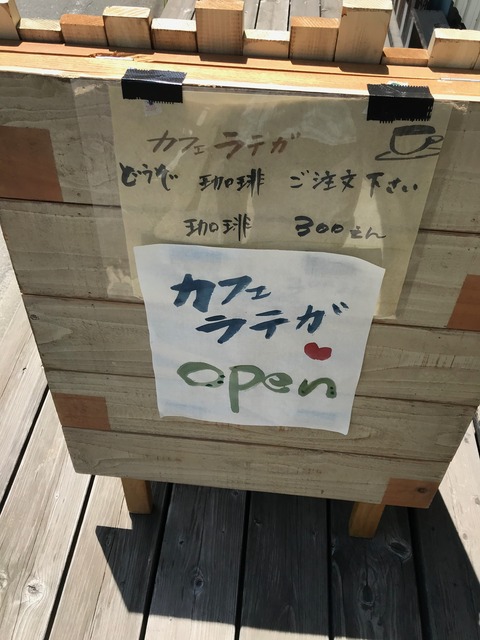 カフェラテガ
どうぞ 珈琲 ご注文下さい
珈琲 300えん
カフェ
ラテガ
open